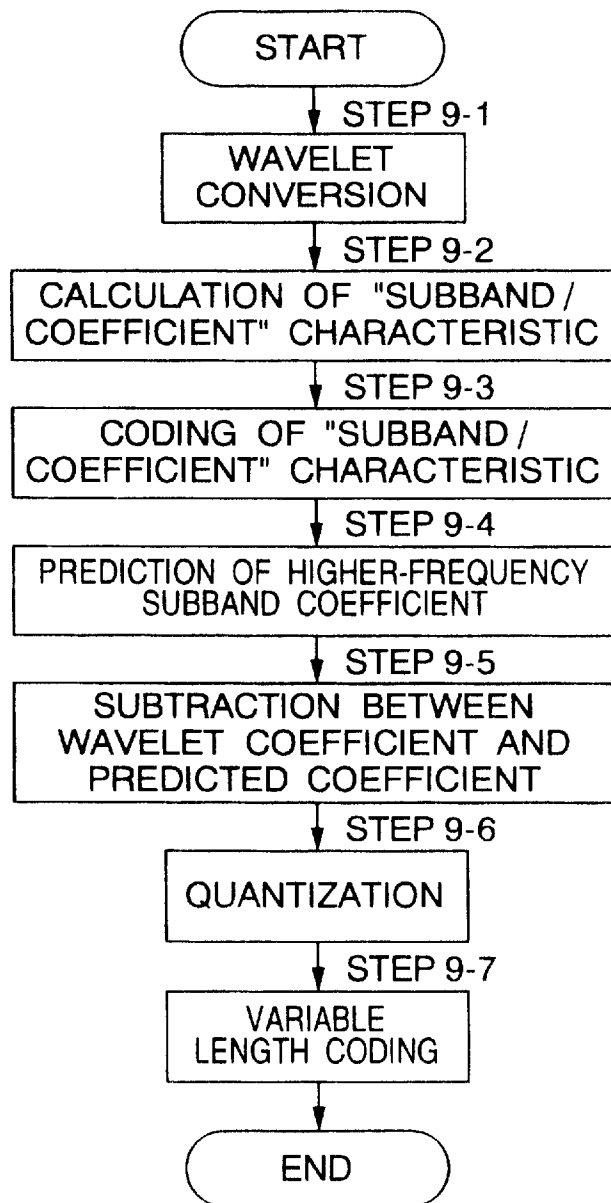 START
STEP 9-1
WAVELET
CONVERSION
STEP 9-2
CALCULATION OF "SUBBAND /
COEFFICIENT" CHARACTERISTIC
STEP 9-3
CODING OF "SUBBAND /
COEFFICIENT" CHARACTERISTIC
STEP 9-4
PREDICTION OF HIGHER-FREQUENCY
SUBBAND COEFFICIENT
STEP 9-5
SUBTRACTION BETWEEN
WAVELET COEFFICIENT AND
PREDICTED COEFFICIENT
STEP 9-6
QUANTIZATION
STEP 9-7
VARIABLE
LENGTH CODING
END